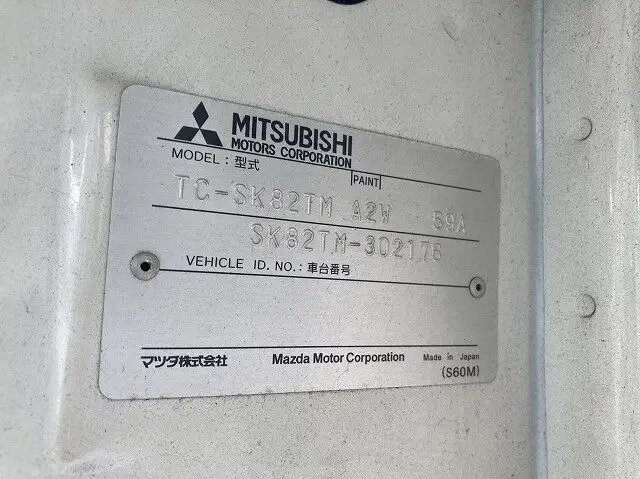 MITSUBISHI
MOTORS CORPORATION
MODEL : 型式
PAINT
TC-SK82TM A2W 59A
SK82TM-302176
VEHICLE ID. NO. : 車台番号
マツダ株式会社 Mazda Motor Corporation Made in Japan
(S60M)